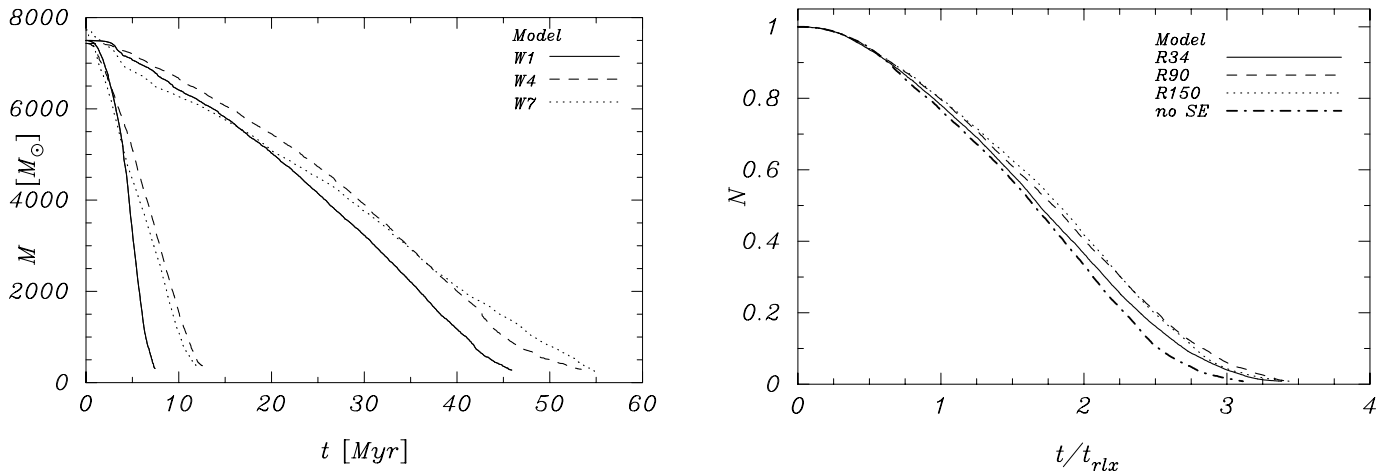 8000
6000
4000
2000
0
M [M⊙]
0 10 20 30 40 50 60
t [Myr]
Model
W1
W4
W7
1
0.8
0.6
0.4
0.2
0
N
0 1 2 3 4
t/t_rlx
Model
R34
R90
R150
no SE